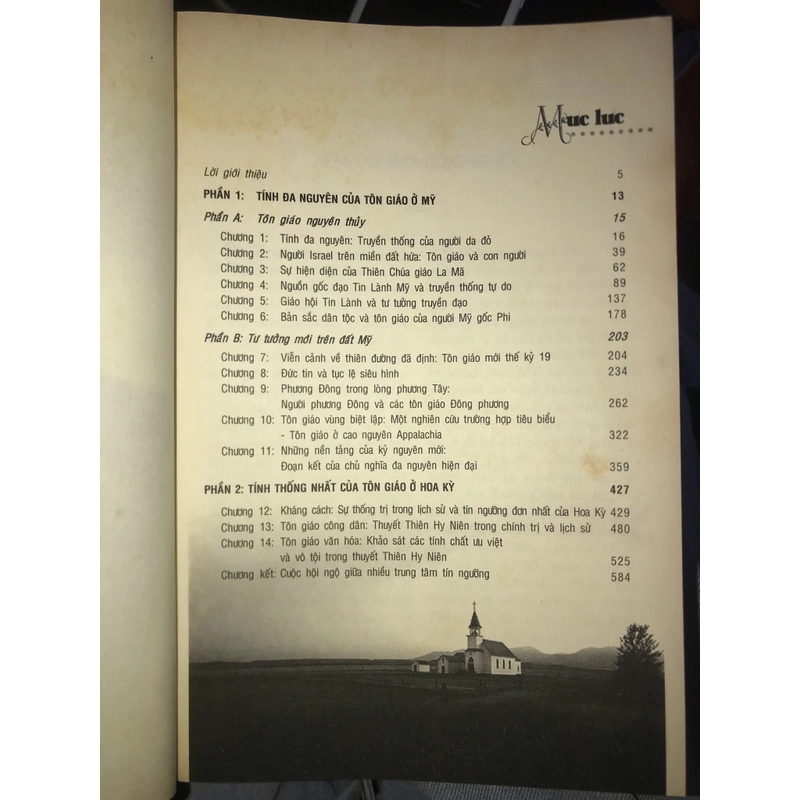 Mục lục
Lời giới thiệu 5
PHẦN 1: TÍNH ĐA NGUYÊN CỦA TÔN GIÁO Ở MỸ 13
Phần A: Tôn giáo nguyên thủy 15
Chương 1: Tính đa nguyên: Truyền thống của người da đỏ 16
Chương 2: Người Israel trên miền đất hứa: Tôn giáo và con người 39
Chương 3: Sự hiện diện của Thiên Chúa giáo La Mã 62
Chương 4: Nguồn gốc đạo Tin Lành Mỹ và truyền thống tự do 89
Chương 5: Giáo hội Tin Lành và tư tưởng truyền đạo 137
Chương 6: Bản sắc dân tộc và tôn giáo của người Mỹ gốc Phi 178
Phần B: Tư tưởng mới trên đất Mỹ 203
Chương 7: Viễn cảnh về thiên đường đã định: Tôn giáo mới thế kỷ 19 204
Chương 8: Đức tin và tục lệ siêu hình 234
Chương 9: Phương Đông trong lòng phương Tây:
Người phương Đông và các tôn giáo Đông phương 262
Chương 10: Tôn giáo vùng biệt lập: Một nghiên cứu trường hợp tiêu biểu
- Tôn giáo ở cao nguyên Appalachia 322
Chương 11: Những nền tảng của kỷ nguyên mới:
Đoạn kết của chủ nghĩa đa nguyên hiện đại 359
PHẦN 2: TÍNH THỐNG NHẤT CỦA TÔN GIÁO Ở HOA KỲ 427
Chương 12: Kháng cách: Sự thống trị trong lịch sử và tín ngưỡng đơn nhất của Hoa Kỳ 429
Chương 13: Tôn giáo công dân: Thuyết Thiên Hy Niên trong chính trị và lịch sử 480
Chương 14: Tôn giáo văn hóa: Khảo sát các tính chất ưu việt
và vô tội trong thuyết Thiên Hy Niên 525
Chương kết: Cuộc hội ngộ giữa nhiều trung tâm tín ngưỡng 584